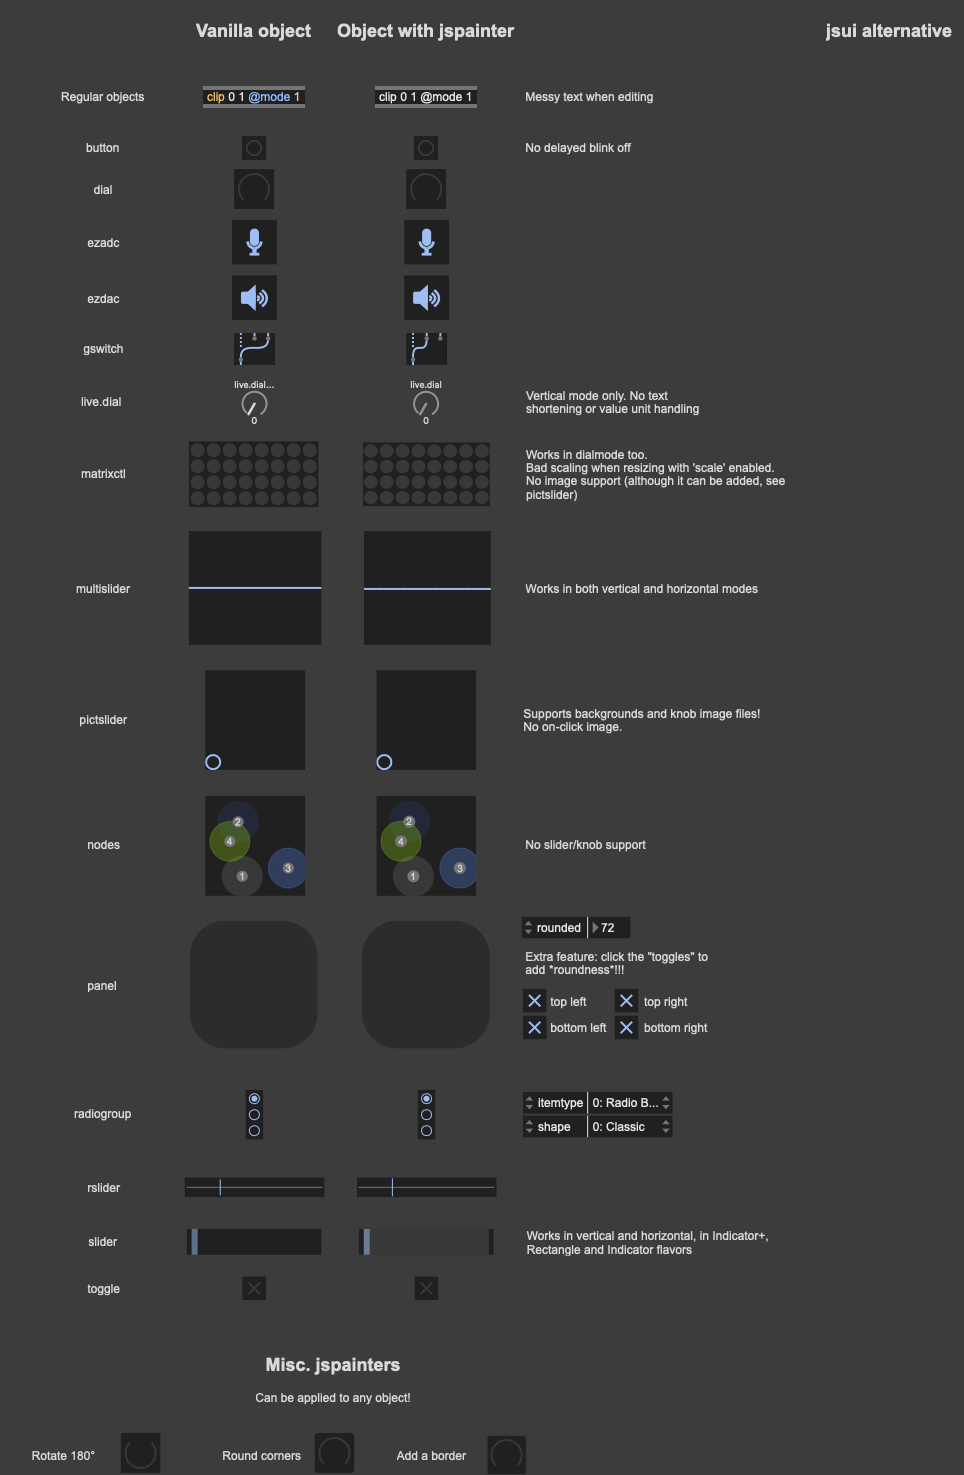 Vanilla object
Object with jspainter
jsui alternative
Regular objects
clip 0 1 @mode 1
clip 0 1 @mode 1
Messy text when editing
button
No delayed blink off
dial
ezadc
ezdac
gswitch
live.dial
live.dial...
0
live.dial
0
Vertical mode only. No text
shortening or value unit handling
matrixctl
Works in dialmode too.
Bad scaling when resizing with 'scale' enabled.
No image support (although it can be added, see
pictslider)
multislider
Works in both vertical and horizontal modes
pictslider
Supports backgrounds and knob image files!
No on-click image.
nodes
2
4
3
1
2
4
3
1
No slider/knob support
panel
rounded
72
Extra feature: click the "toggles" to
add *roundness*!!!
top left
top right
bottom left
bottom right
radiogroup
itemtype
0: Radio B...
shape
0: Classic
rslider
slider
Works in vertical and horizontal, in Indicator+,
Rectangle and Indicator flavors
toggle
Misc. jspainters
Can be applied to any object!
Rotate 180°
Round corners
Add a border